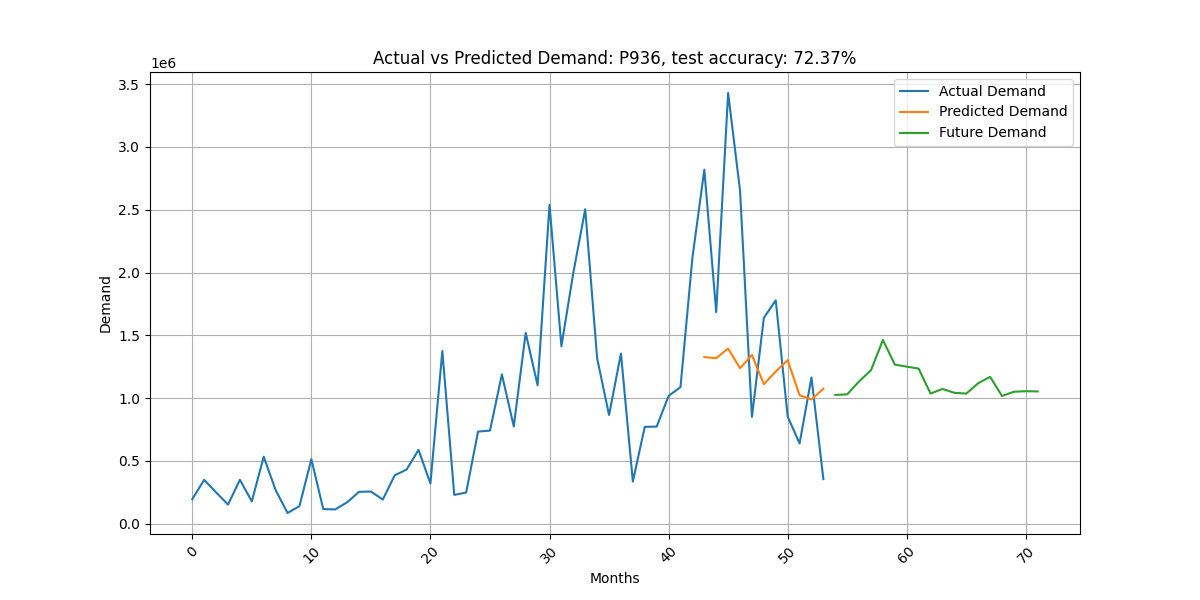 Actual vs Predicted Demand: P936, test accuracy: 72.37%
1e6
3.5
3.0
2.5
2.0
1.5
1.0
0.5
0.0
Demand
Actual Demand
Predicted Demand
Future Demand
0
10
20
30
40
50
60
70
Months